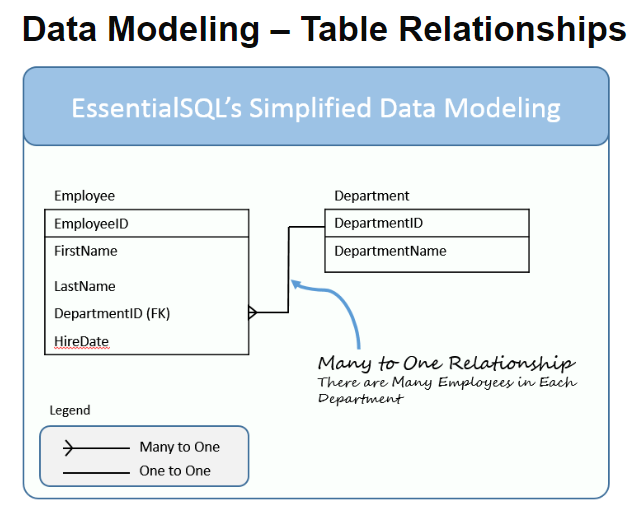 Data Modeling – Table Relationships
EssentialSQL's Simplified Data Modeling
Employee
EmployeeID
FirstName
LastName
DepartmentID (FK)
HireDate
Department
DepartmentID
DepartmentName
Many to One Relationship
There are Many Employees in Each
Department
Legend
Many to One
One to One